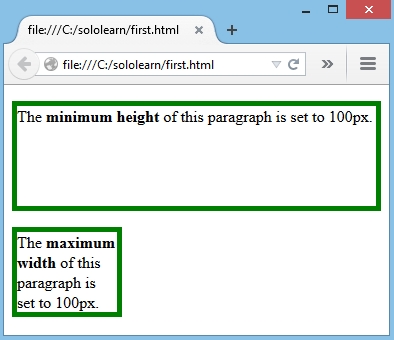 file:///C:/sololearn/first.html
file:///C:/sololearn/first.html
The minimum height of this paragraph is set to 100px.
The maximum
width of this
paragraph is
set to 100px.